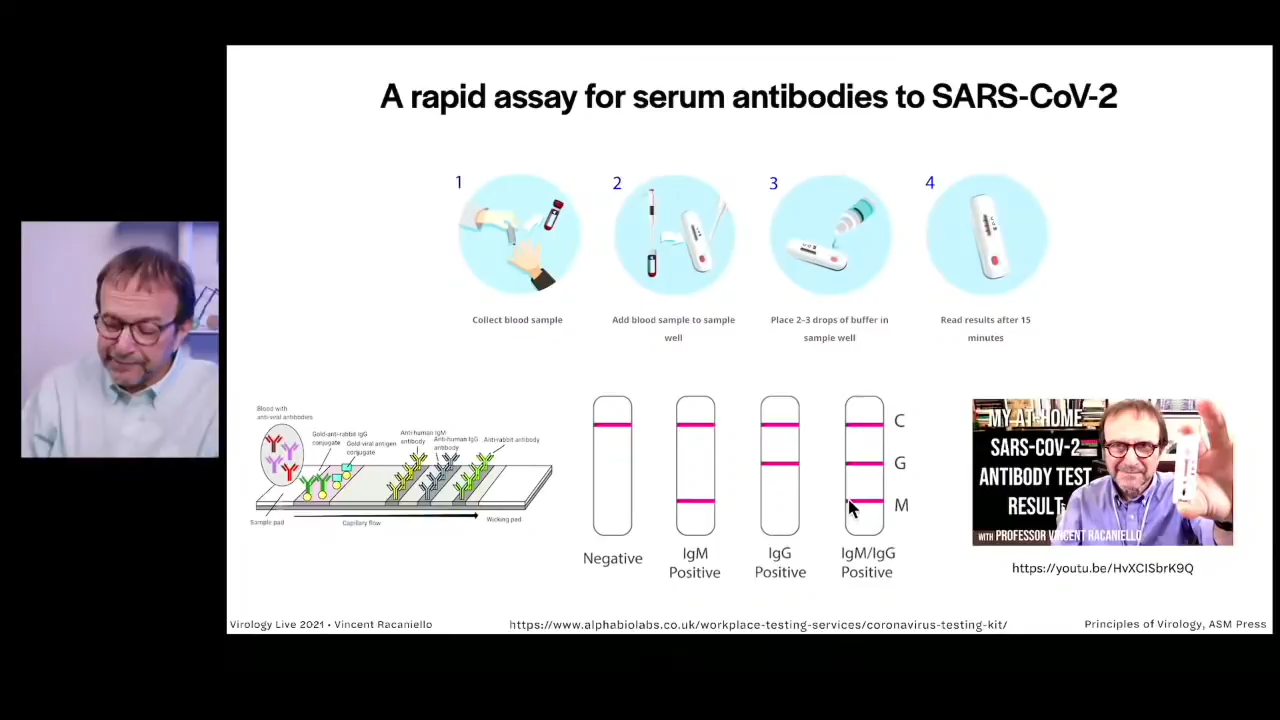 A rapid assay for serum antibodies to SARS-CoV-2
1
2
3
4
Collect blood sample
Add blood sample to sample
well
Place 2–3 drops of buffer in
sample well
Read results after 15
minutes
Blood with
anti-viral antibodies
Gold-anti-rabbit IgG
conjugate
Gold-viral antigen
conjugate
Anti-human IgM
antibody
Anti-human IgG
antibody
Anti-rabbit antibody
Sample pad
Capillary flow
Wicking pad
C
G
M
Negative
IgM
Positive
IgG
Positive
IgM/IgG
Positive
MY AT-HOME
SARS-COV-2
ANTIBODY TEST
RESULT
WITH PROFESSOR VINCENT RACANIELLO
https://youtu.be/HvXCISbrK9Q
Virology Live 2021 • Vincent Racaniello
https://www.alphabiolabs.co.uk/workplace-testing-services/coronavirus-testing-kit/
Principles of Virology, ASM Press